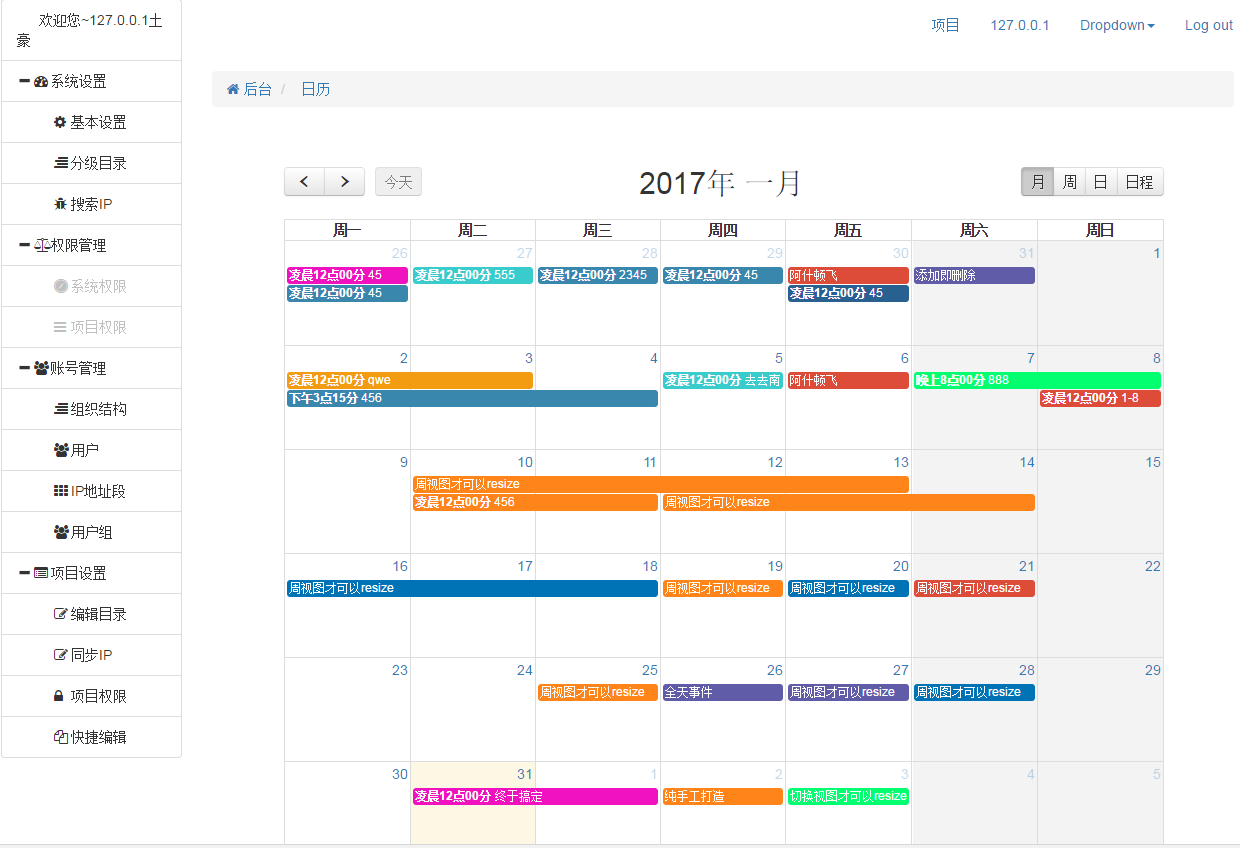 欢迎您~127.0.0.1土
豪
系统设置
基本设置
分级目录
搜索IP
权限管理
系统权限
项目权限
账号管理
组织结构
用户
IP地址段
用户组
项目设置
编辑目录
同步IP
项目权限
快捷编辑
项目 127.0.0.1 Dropdown Log out
后台 / 日历
今天 2017年 一月 月 周 日 日程
周一 周二 周三 周四 周五 周六 周日
26 27 28 29 30 31 1
凌晨12点00分 45 凌晨12点00分 555 凌晨12点00分 2345 凌晨12点00分 45 阿什顿飞 添加即删除
凌晨12点00分 45 凌晨12点00分 45
2 3 4 5 6 7 8
凌晨12点00分 qwe 凌晨12点00分 去去南 阿什顿飞 晚上8点00分 888
下午3点15分 456 凌晨12点00分 1-8
9 10 11 12 13 14 15
周视图才可以resize
凌晨12点00分 456 周视图才可以resize
16 17 18 19 20 21 22
周视图才可以resize 周视图才可以resize 周视图才可以resize 周视图才可以resize
23 24 25 26 27 28 29
周视图才可以resize 全天事件 周视图才可以resize 周视图才可以resize
30 31 1 2 3 4 5
凌晨12点00分 终于搞定 纯手工打造 切换视图才可以resize